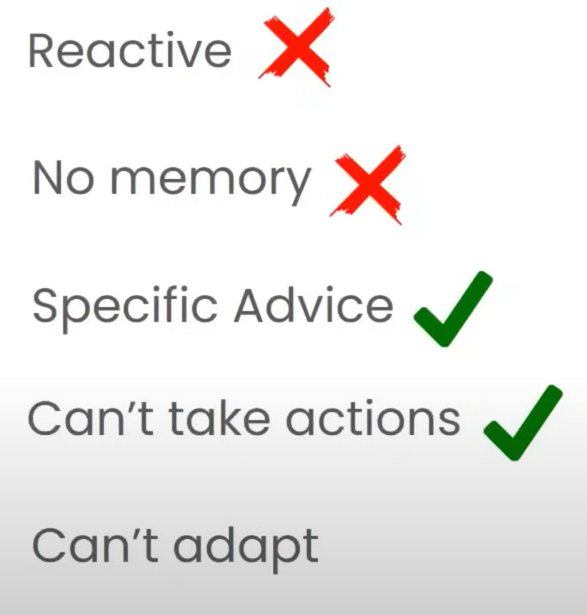 Reactive
No memory
Specific Advice
Can't take actions
Can't adapt